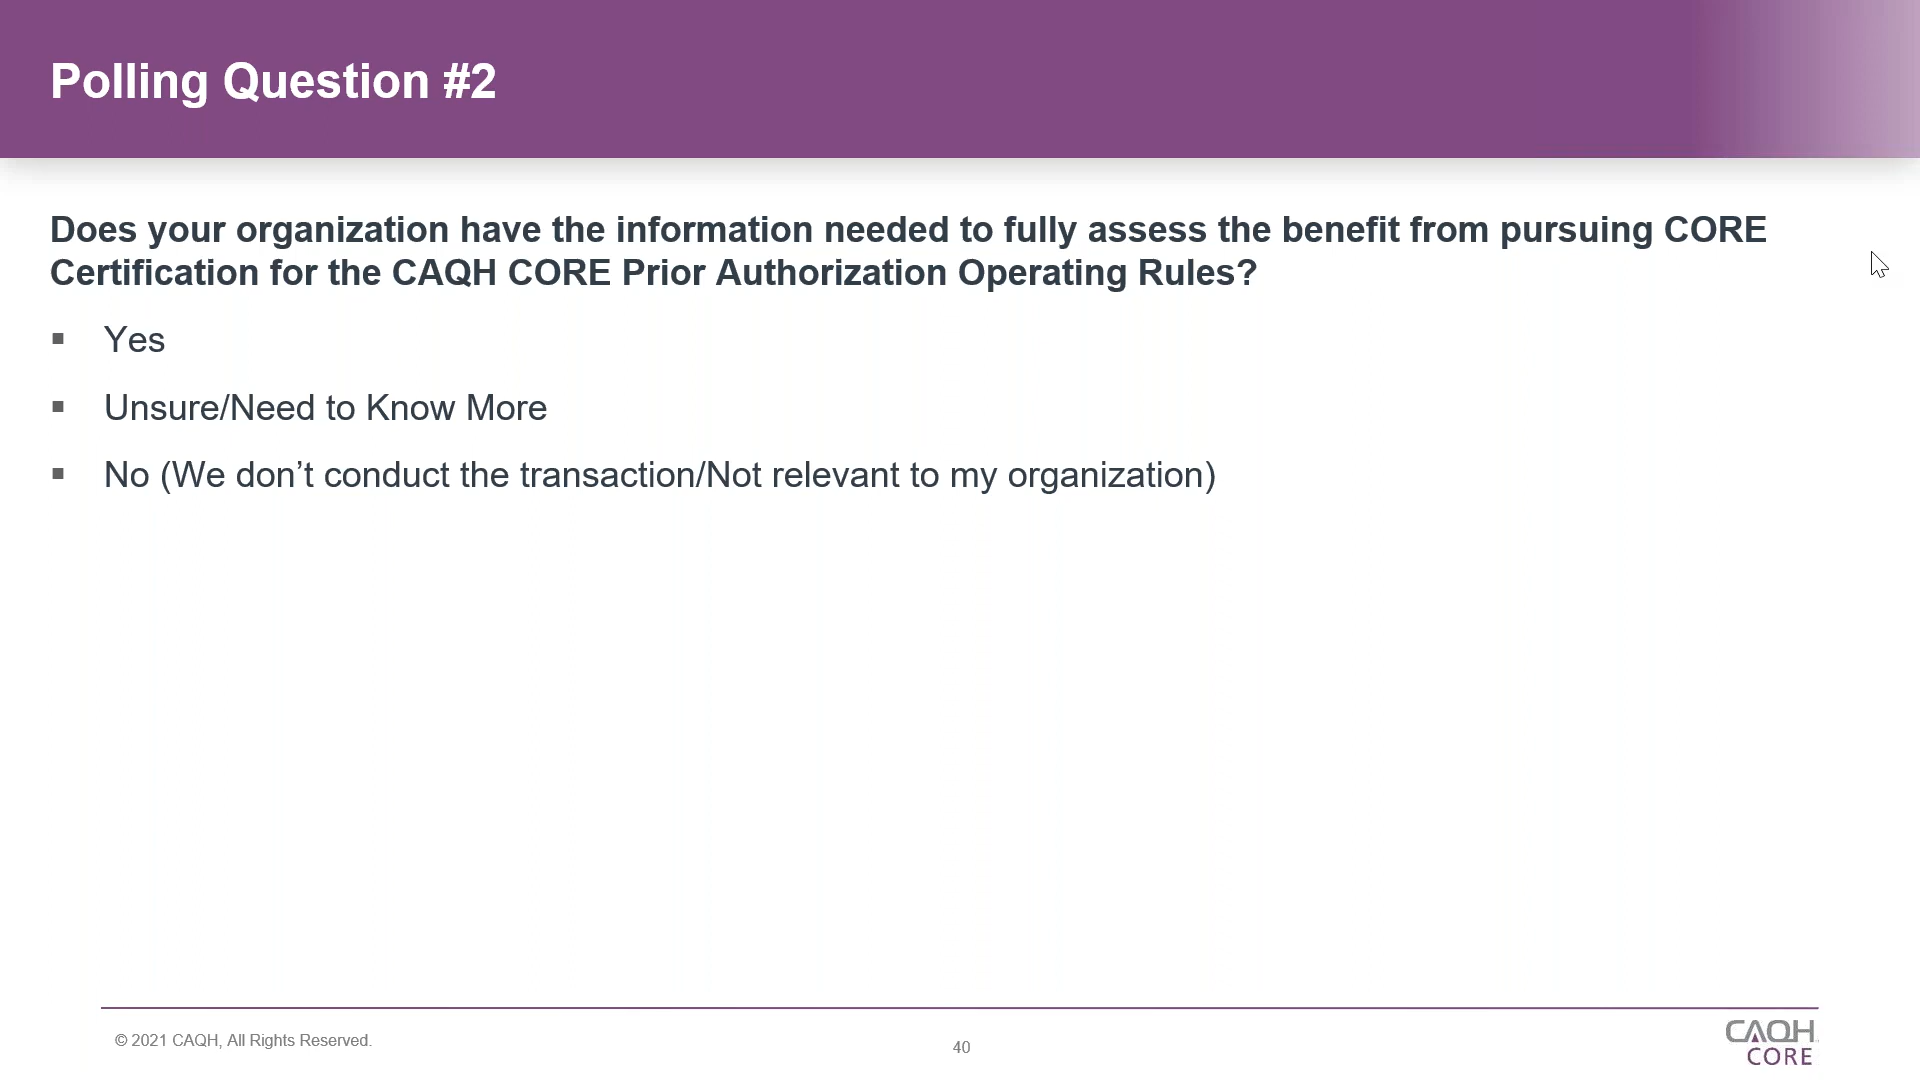 Polling Question #2
Does your organization have the information needed to fully assess the benefit from pursuing CORE
Certification for the CAQH CORE Prior Authorization Operating Rules?
▪ Yes
▪ Unsure/Need to Know More
▪ No (We don’t conduct the transaction/Not relevant to my organization)
© 2021 CAQH, All Rights Reserved.
40
CAQH
CORE